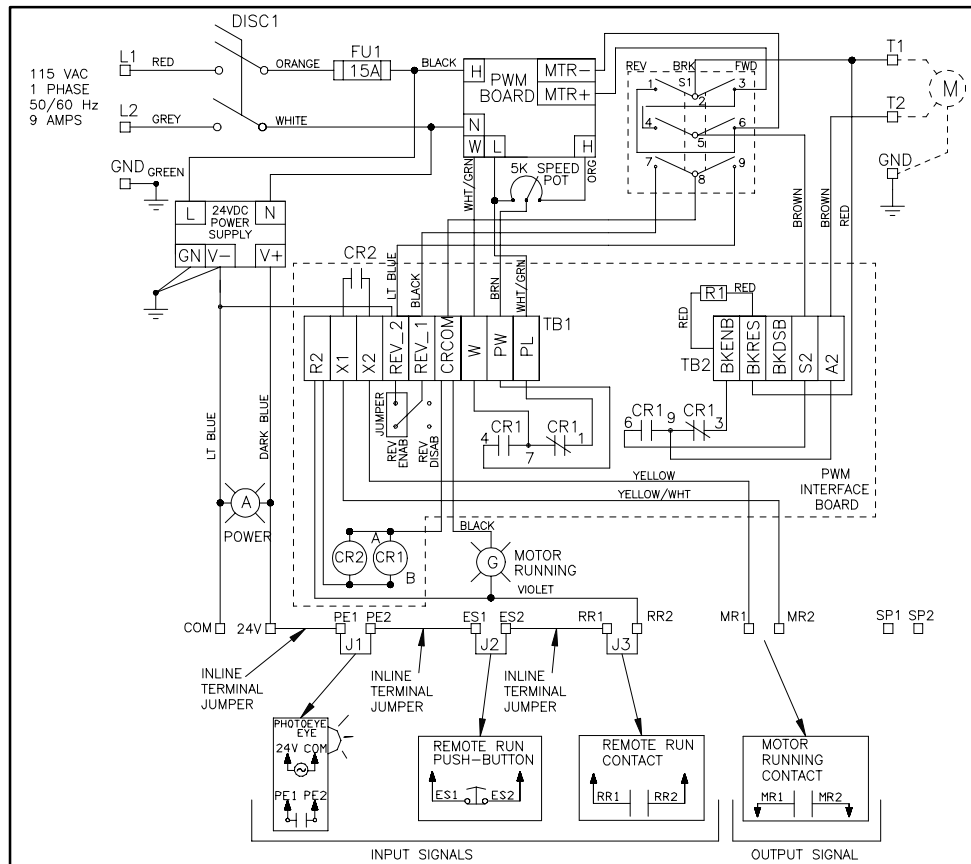 DISC1
L1
RED
ORANGE
FU1
15A
BLACK
H
PWM
BOARD
MTR-
MTR+
N
W
L
H
115 VAC
1 PHASE
50/60 Hz
9 AMPS
L2
GREY
WHITE
GND
GREEN
REV
BRK
FWD
S1
1
2
3
4
5
6
7
8
9
T1
T2
M
GND
5K SPEED
POT
WHT/GRN
ORG
BROWN
BROWN
RED
L
N
24VDC
POWER
SUPPLY
GN
V-
V+
CR2
LT BLUE
BLACK
BRN
WHT/GRN
R1
RED
RED
TB1
R2
X1
X2
REV_2
REV_1
CRCOM
W
PW
PL
TB2
BKENB
BKRES
BKDSB
S2
A2
JUMPER
REV
ENAB
REV
DISAB
CR1
CR1
4
7
1
6
CR1
9
CR1
3
LT BLUE
DARK BLUE
YELLOW
YELLOW/WHT
PWM
INTERFACE
BOARD
A
POWER
CR2
A
CR1
B
BLACK
G
MOTOR
RUNNING
VIOLET
COM
24V
PE1
PE2
ES1
ES2
RR1
RR2
MR1
MR2
SP1
SP2
J1
J2
J3
INLINE
TERMINAL
JUMPER
INLINE
TERMINAL
JUMPER
INLINE
TERMINAL
JUMPER
PHOTOEYE
EYE
24V COM
PE1 PE2
REMOTE RUN
PUSH-BUTTON
ES1
ES2
REMOTE RUN
CONTACT
RR1
RR2
MOTOR
RUNNING
CONTACT
MR1
MR2
INPUT SIGNALS
OUTPUT SIGNAL